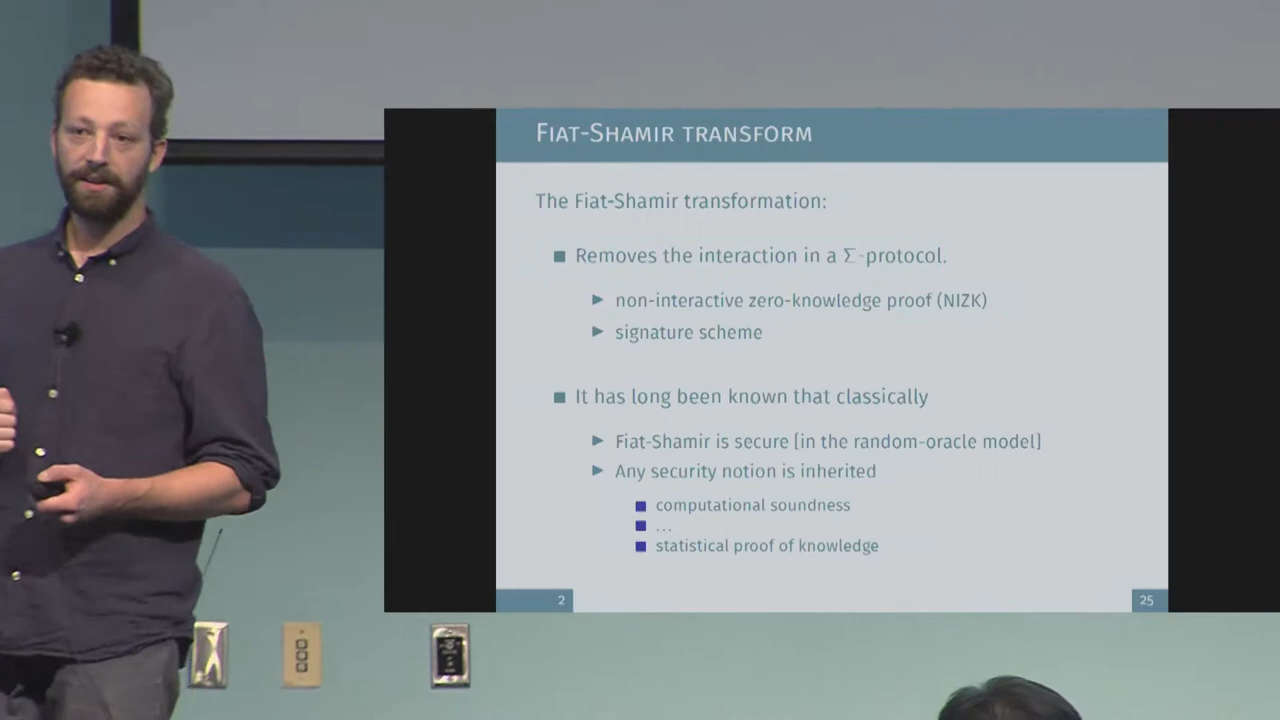 FIAT-SHAMIR TRANSFORM
The Fiat-Shamir transformation:
Removes the interaction in a Σ-protocol.
non-interactive zero-knowledge proof (NIZK)
signature scheme
It has long been known that classically
Fiat-Shamir is secure [in the random-oracle model]
Any security notion is inherited
computational soundness
...
statistical proof of knowledge
2
25